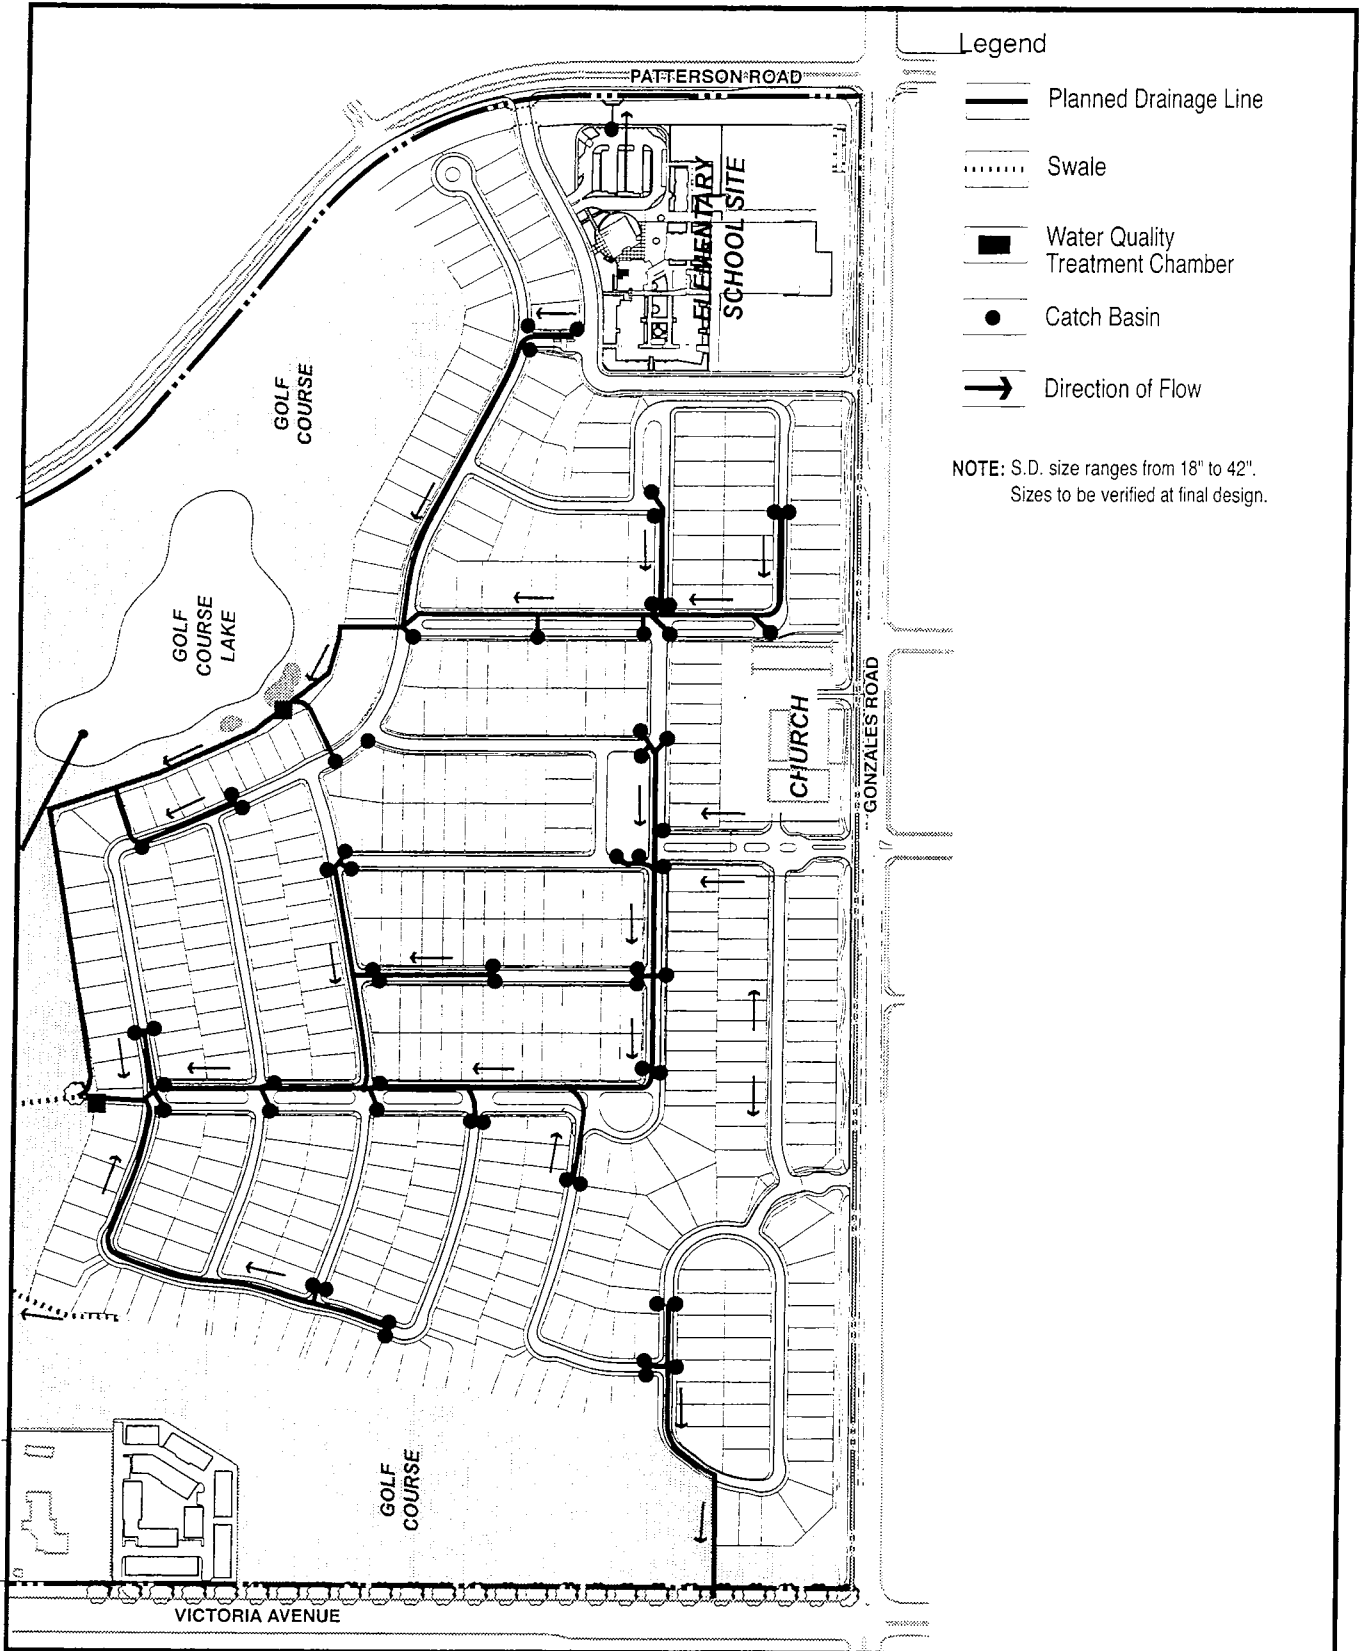 Legend
PATTERSON ROAD
Planned Drainage Line
Swale
Water Quality
Treatment Chamber
Catch Basin
Direction of Flow
NOTE: S.D. size ranges from 18" to 42".
Sizes to be verified at final design.
ELEMENTARY
SCHOOL SITE
GOLF
COURSE
GOLF
COURSE
LAKE
CHURCH
GONZALES ROAD
GOLF
COURSE
VICTORIA AVENUE